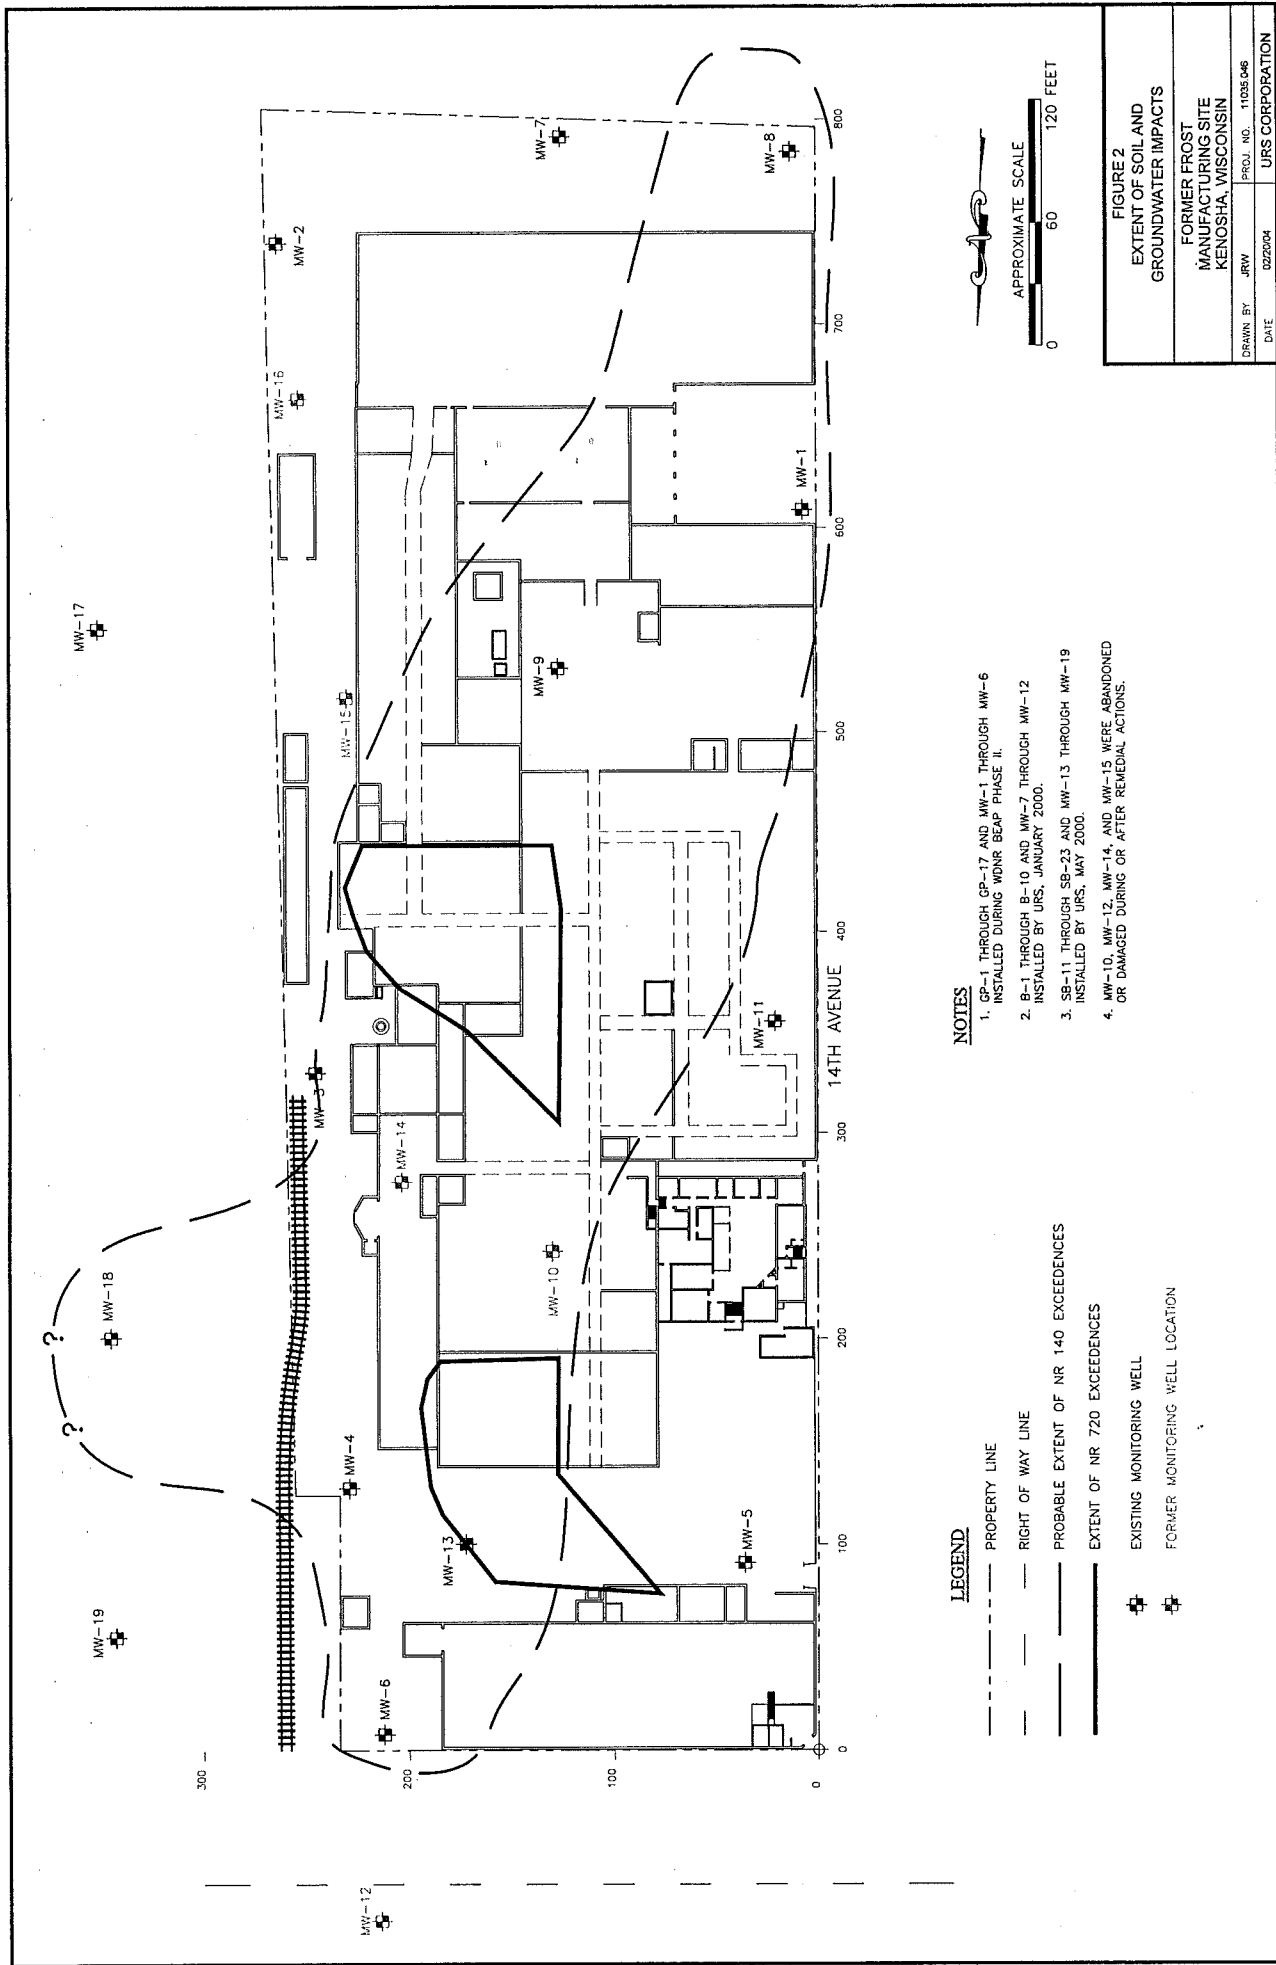 MW-19
MW-18
MW-17
?
?
MW-12
MW-6
MW-4
MW-3
MW-15
MW-16
MW-2
MW-13
MW-14
MW-10
MW-9
MW-7
MW-5
MW-11
MW-1
MW-8
300
200
100
0
0
100
200
300
400
500
600
700
800
14TH AVENUE
LEGEND
PROPERTY LINE
RIGHT OF WAY LINE
PROBABLE EXTENT OF NR 140 EXCEEDENCES
EXTENT OF NR 720 EXCEEDENCES
EXISTING MONITORING WELL
FORMER MONITORING WELL LOCATION
NOTES
1. GP-1 THROUGH GP-17 AND MW-1 THROUGH MW-6
INSTALLED DURING WDNR BEAP PHASE II.
2. B-1 THROUGH B-10 AND MW-7 THROUGH MW-12
INSTALLED BY URS, JANUARY 2000.
3. SB-11 THROUGH SB-23 AND MW-13 THROUGH MW-19
INSTALLED BY URS, MAY 2000.
4. MW-10, MW-12, MW-14, AND MW-15 WERE ABANDONED
OR DAMAGED DURING OR AFTER REMEDIAL ACTIONS.
APPROXIMATE SCALE
0 60 120 FEET
FIGURE 2
EXTENT OF SOIL AND
GROUNDWATER IMPACTS
FORMER FROST
MANUFACTURING SITE
KENOSHA, WISCONSIN
DRAWN BY JRW PROJ. NO. 11035.046
DATE 02/20/04 URS CORPORATION